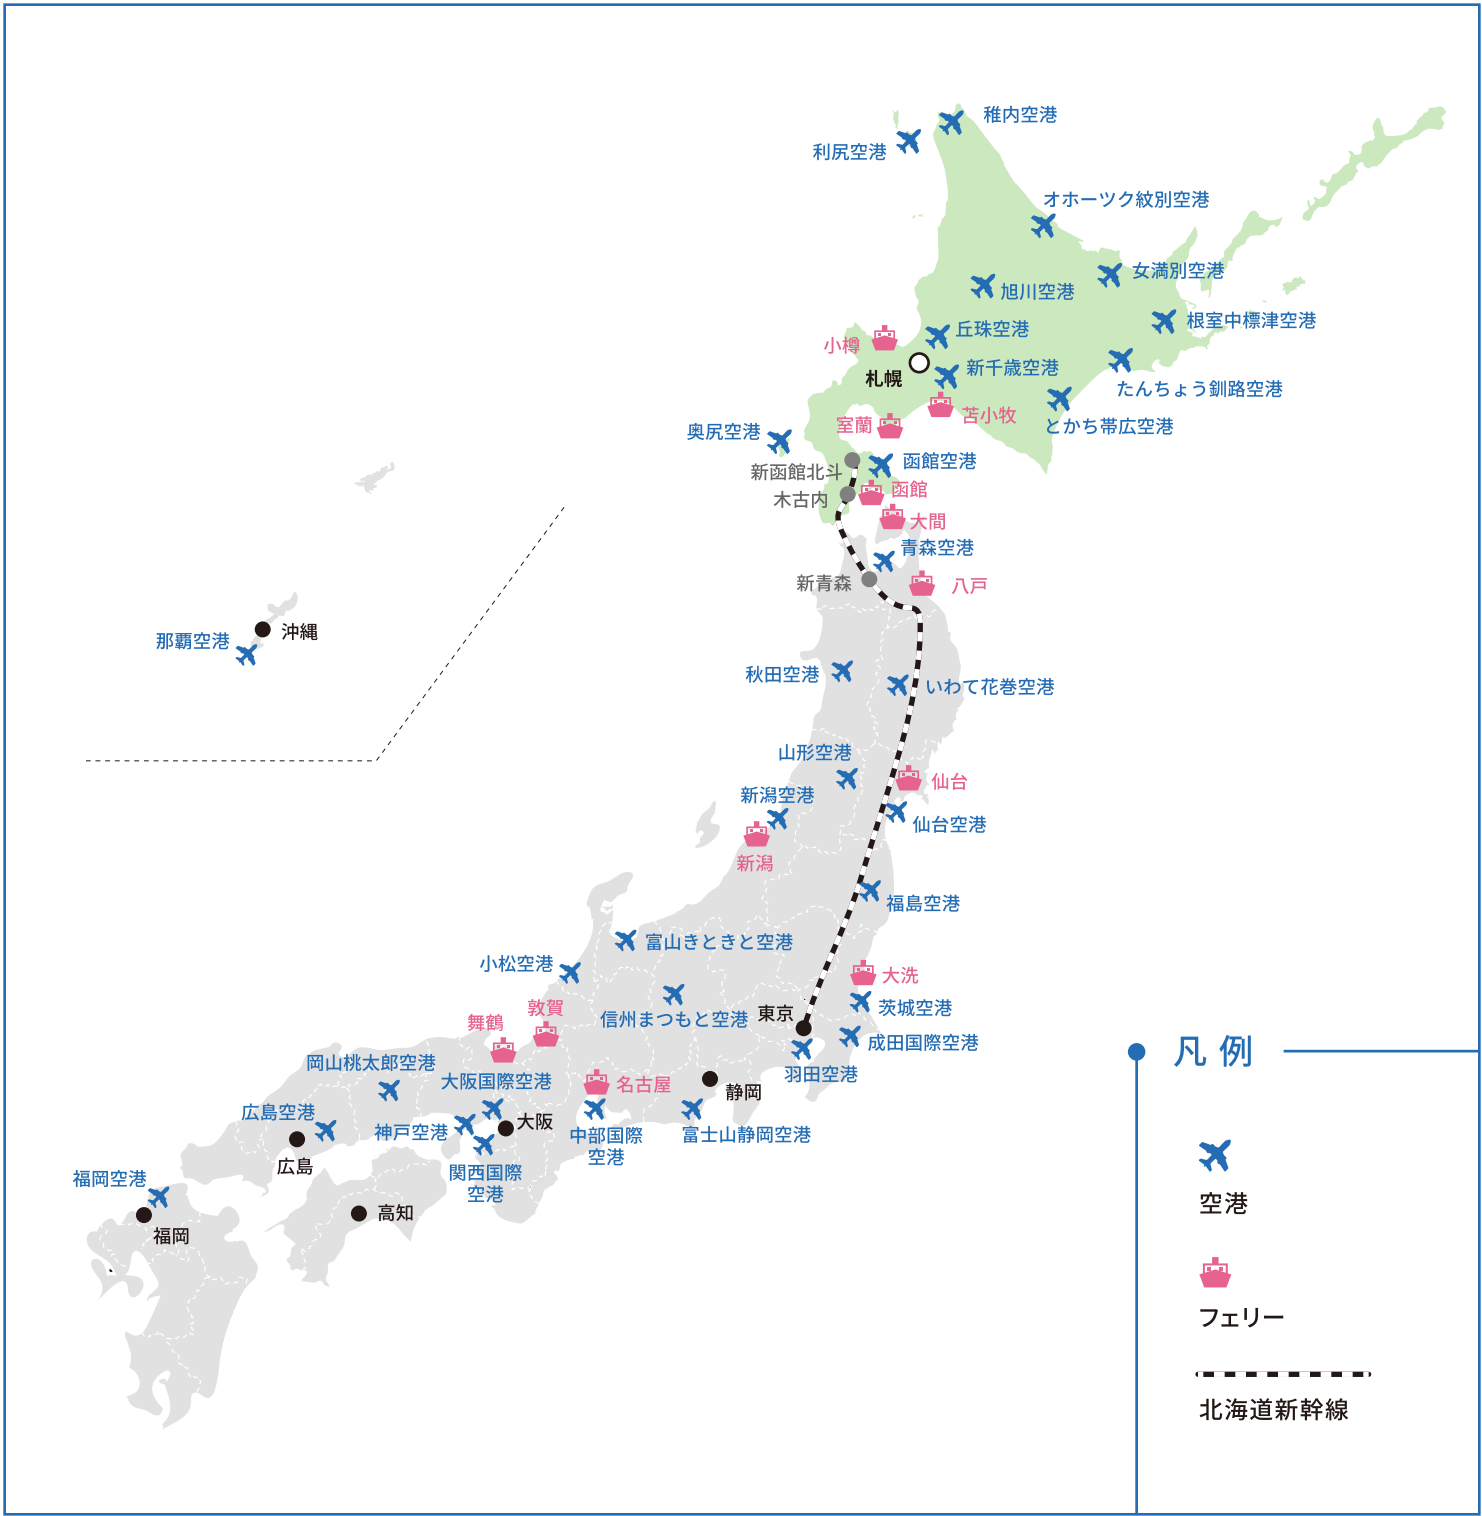 稚内空港
利尻空港
オホーツク紋別空港
女満別空港
旭川空港
根室中標津空港
丘珠空港
小樽
新千歳空港
札幌
たんちょう釧路空港
苫小牧
室蘭
とかち帯広空港
奥尻空港
函館空港
新函館北斗
函館
木古内
大間
青森空港
新青森
八戸
沖縄
那覇空港
秋田空港
いわて花巻空港
山形空港
仙台
新潟空港
仙台空港
新潟
福島空港
富山きときと空港
小松空港
大洗
敦賀
茨城空港
東京
信州まつもと空港
舞鶴
成田国際空港
岡山桃太郎空港
羽田空港
大阪国際空港
名古屋
静岡
広島空港
大阪
神戸空港
中部国際
空港
富士山静岡空港
広島
関西国際
空港
福岡空港
高知
福岡
凡例
空港
フェリー
北海道新幹線